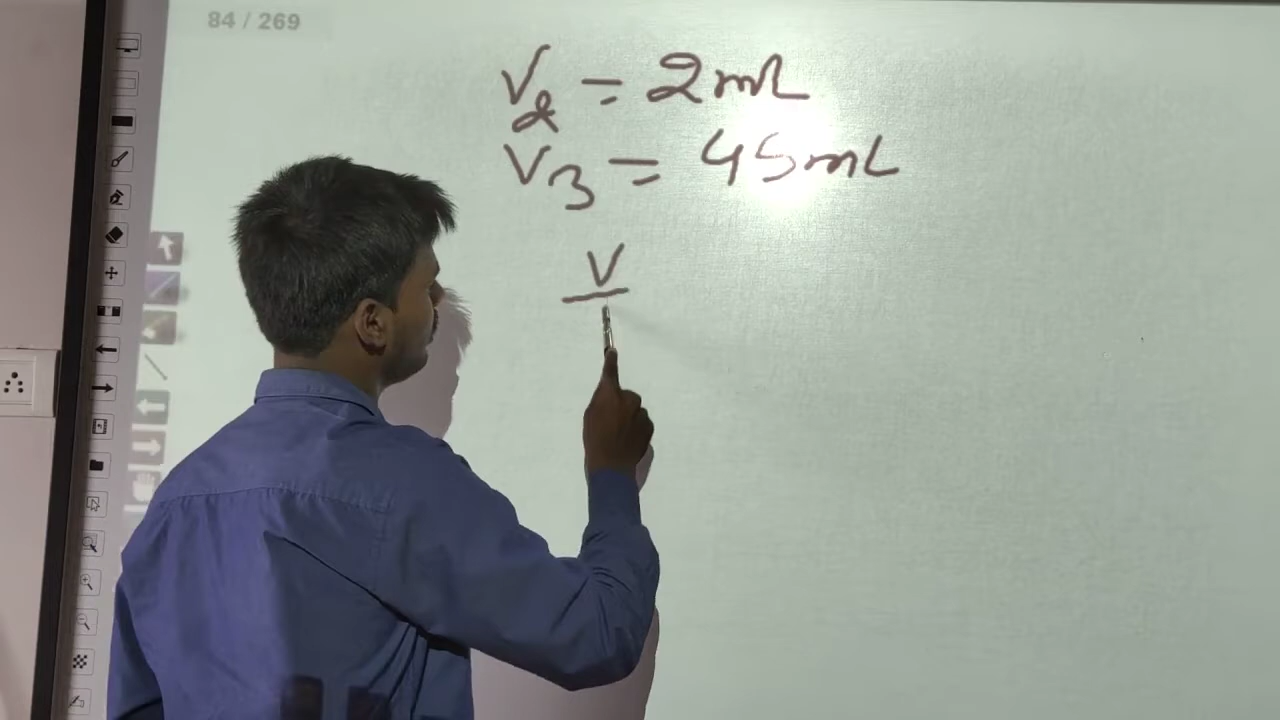 84 / 269
V₂ = 2mL
V₃ = 45mL
V